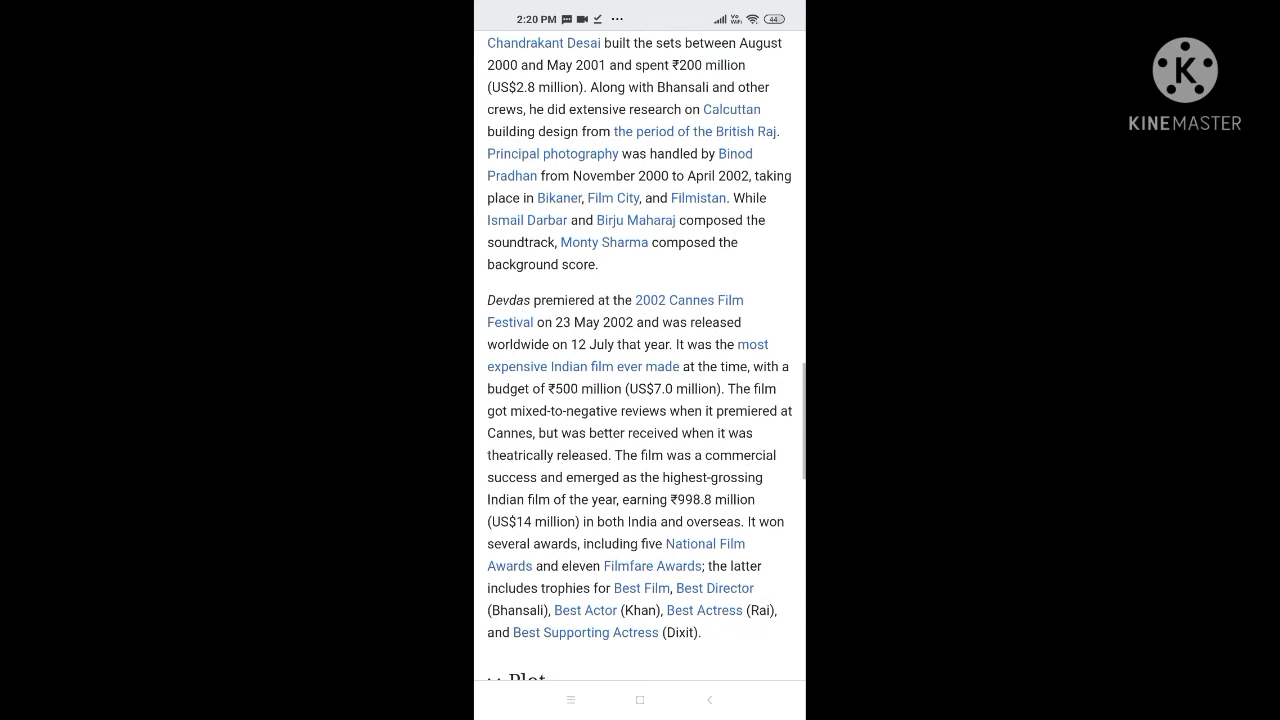 2:20 PM
Vo
WiFi
44
Chandrakant Desai built the sets between August
2000 and May 2001 and spent ₹200 million
(US$2.8 million). Along with Bhansali and other
crews, he did extensive research on Calcuttan
building design from the period of the British Raj.
Principal photography was handled by Binod
Pradhan from November 2000 to April 2002, taking
place in Bikaner, Film City, and Filmistan. While
Ismail Darbar and Birju Maharaj composed the
soundtrack, Monty Sharma composed the
background score.
Devdas premiered at the 2002 Cannes Film
Festival on 23 May 2002 and was released
worldwide on 12 July that year. It was the most
expensive Indian film ever made at the time, with a
budget of ₹500 million (US$7.0 million). The film
got mixed-to-negative reviews when it premiered at
Cannes, but was better received when it was
theatrically released. The film was a commercial
success and emerged as the highest-grossing
Indian film of the year, earning ₹998.8 million
(US$14 million) in both India and overseas. It won
several awards, including five National Film
Awards and eleven Filmfare Awards; the latter
includes trophies for Best Film, Best Director
(Bhansali), Best Actor (Khan), Best Actress (Rai),
and Best Supporting Actress (Dixit).
Plot
K
KINEMASTER